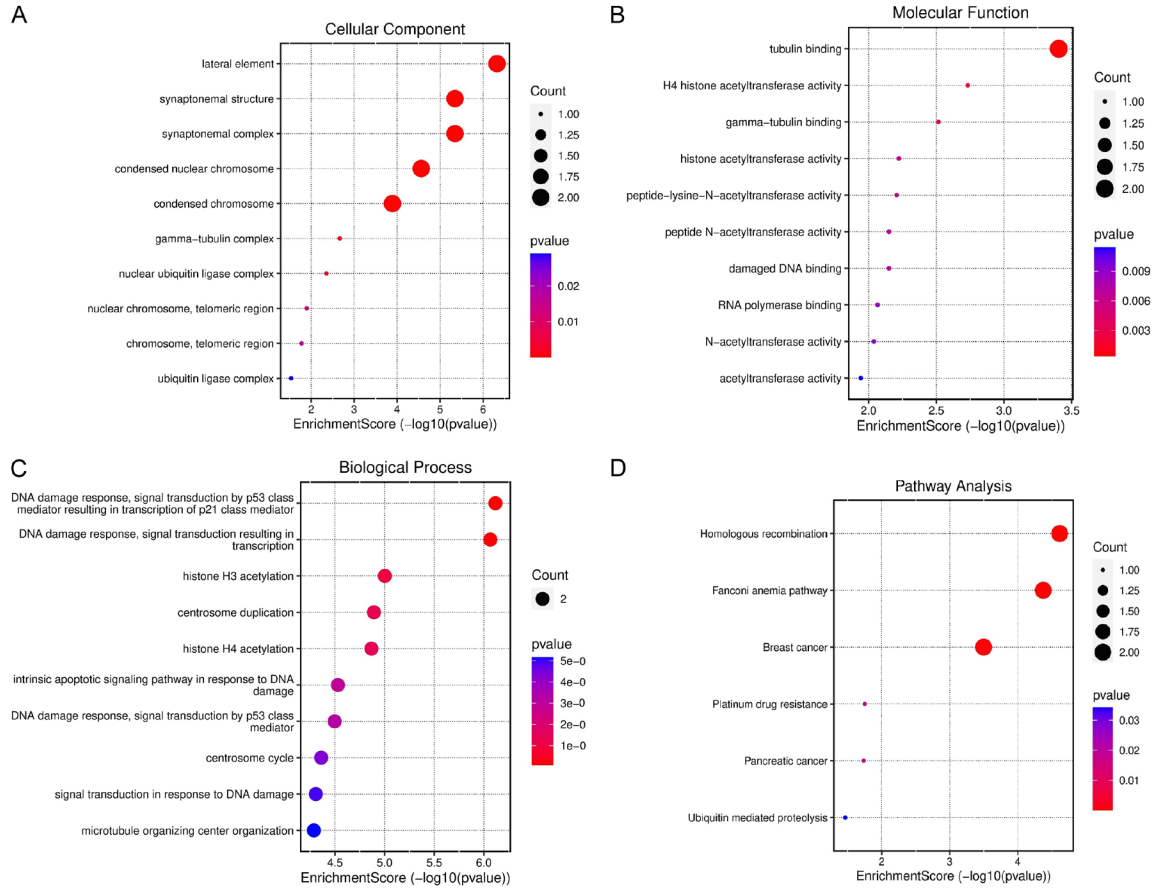 A
Cellular Component
lateral element
synaptonemal structure
synaptonemal complex
condensed nuclear chromosome
condensed chromosome
gamma−tubulin complex
nuclear ubiquitin ligase complex
nuclear chromosome, telomeric region
chromosome, telomeric region
ubiquitin ligase complex
2 3 4 5 6
EnrichmentScore (−log10(pvalue))
Count
1.00
1.25
1.50
1.75
2.00
pvalue
0.02
0.01
B
Molecular Function
tubulin binding
H4 histone acetyltransferase activity
gamma−tubulin binding
histone acetyltransferase activity
peptide−lysine−N−acetyltransferase activity
peptide N−acetyltransferase activity
damaged DNA binding
RNA polymerase binding
N−acetyltransferase activity
acetyltransferase activity
2.0 2.5 3.0 3.5
EnrichmentScore (−log10(pvalue))
Count
1.00
1.25
1.50
1.75
2.00
pvalue
0.009
0.006
0.003
C
Biological Process
DNA damage response, signal transduction by p53 class
mediator resulting in transcription of p21 class mediator
DNA damage response, signal transduction resulting in
transcription
histone H3 acetylation
centrosome duplication
histone H4 acetylation
intrinsic apoptotic signaling pathway in response to DNA
damage
DNA damage response, signal transduction by p53 class
mediator
centrosome cycle
signal transduction in response to DNA damage
microtubule organizing center organization
4.5 5.0 5.5 6.0
EnrichmentScore (−log10(pvalue))
Count
2
pvalue
5e−0
4e−0
3e−0
2e−0
1e−0
D
Pathway Analysis
Homologous recombination
Fanconi anemia pathway
Breast cancer
Platinum drug resistance
Pancreatic cancer
Ubiquitin mediated proteolysis
2 3 4
EnrichmentScore (−log10(pvalue))
Count
1.00
1.25
1.50
1.75
2.00
pvalue
0.03
0.02
0.01